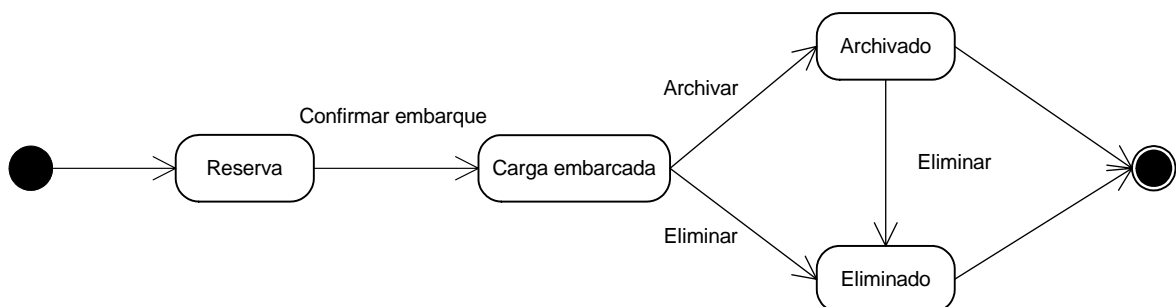 Archivado
Archivar
Confirmar embarque
Reserva
Carga embarcada
Eliminar
Eliminar
Eliminado